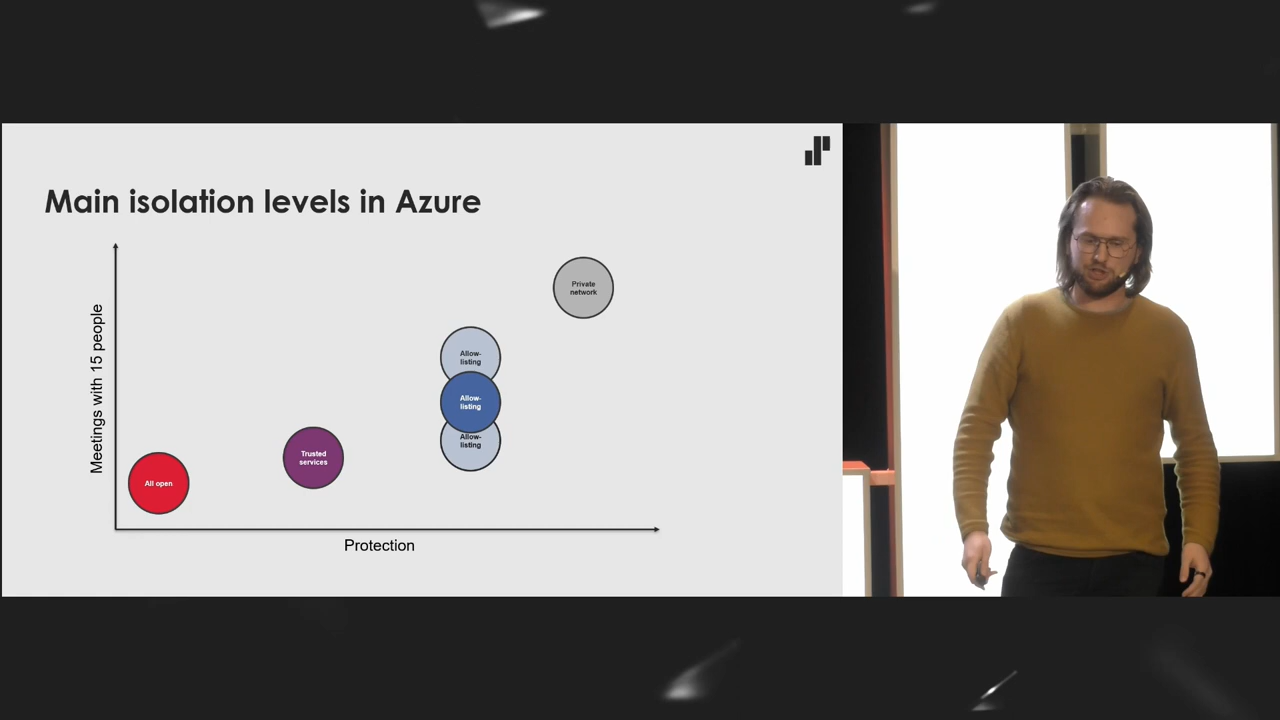 Main isolation levels in Azure
Meetings with 15 people
Private
network
Allow-
listing
Allow-
listing
Allow-
listing
Trusted
services
All open
Protection